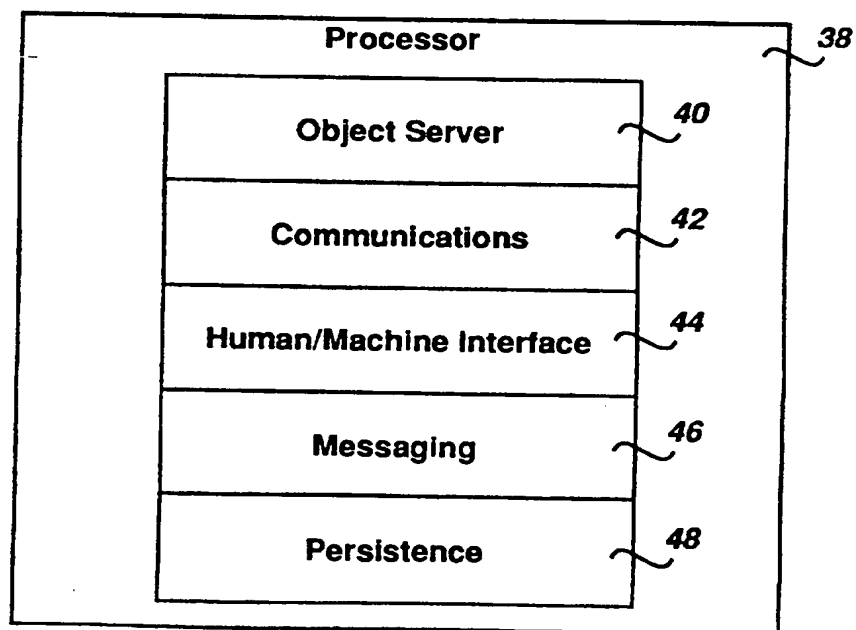 Processor 38
Object Server 40
Communications 42
Human/Machine Interface 44
Messaging 46
Persistence 48